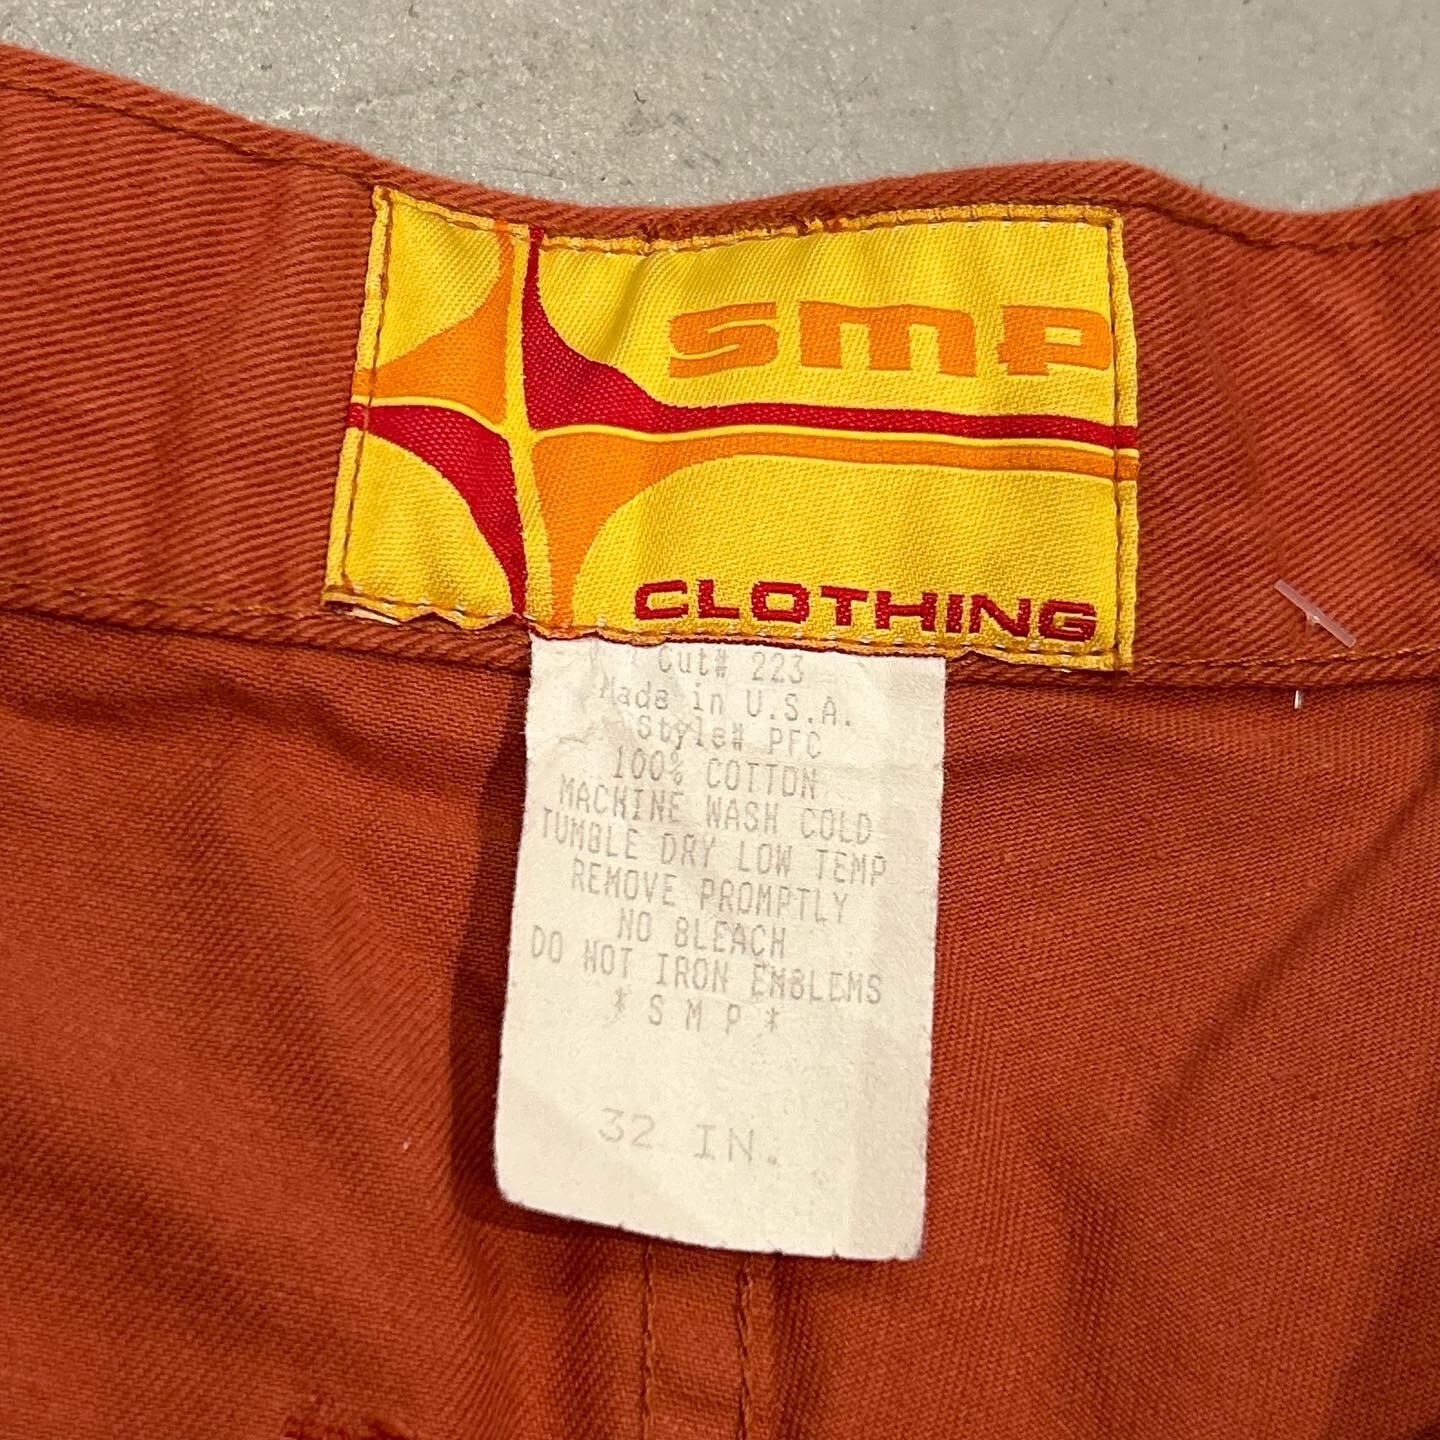 smp
CLOTHING
Cut# 223
Made in U.S.A.
Style# PFC
100% COTTON
MACHINE WASH COLD
TUMBLE DRY LOW TEMP
REMOVE PROMPTLY
NO BLEACH
DO NOT IRON EMBLEMS
* S M P *
32 IN.